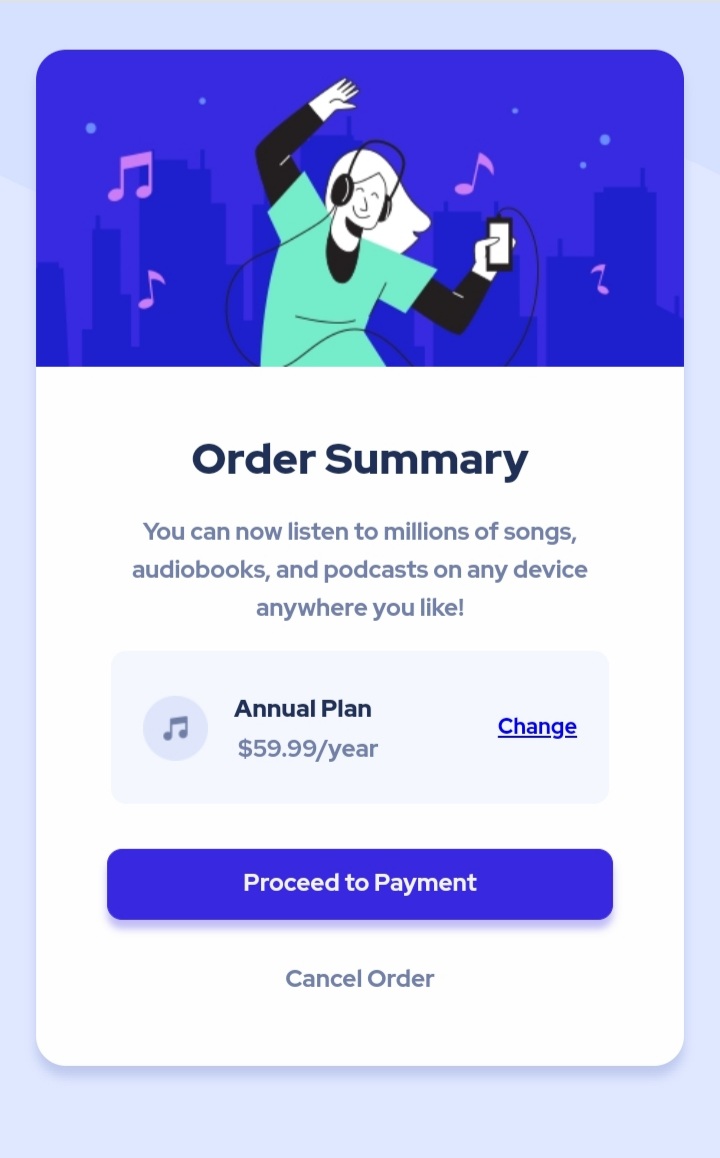 Order Summary
You can now listen to millions of songs,
audiobooks, and podcasts on any device
anywhere you like!
Annual Plan
$59.99/year
Change
Proceed to Payment
Cancel Order